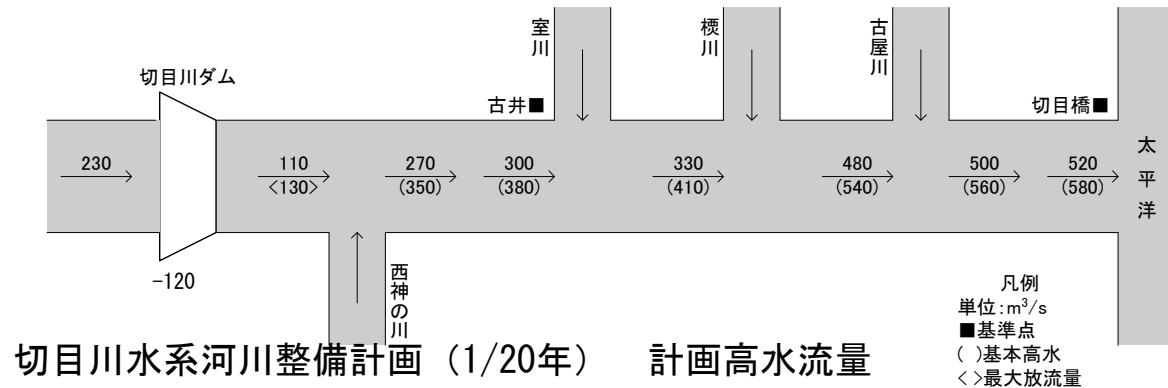 室川
椣川
古屋川
切目川ダム
古井■
切目橋■
230
110
<130>
270
(350)
300
(380)
330
(410)
480
(540)
500
(560)
520
(580)
太平洋
-120
西神の川
凡例
単位:m³/s
■基準点
( )基本高水
< >最大放流量
切目川水系河川整備計画(1/20年) 計画高水流量